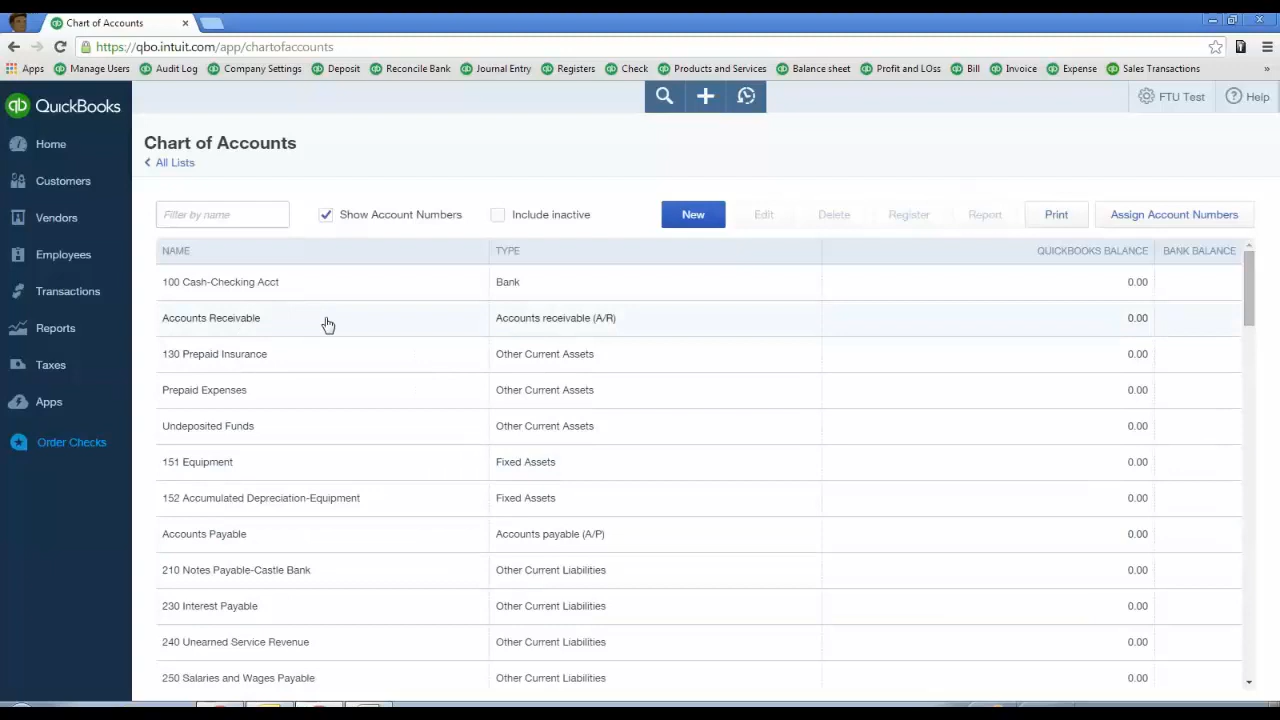 Chart of Accounts
https://qbo.intuit.com/app/chartofaccounts
Apps Manage Users Audit Log Company Settings Deposit Reconcile Bank Journal Entry Registers Check Products and Services Balance sheet Profit and LOss Bill Invoice Expense Sales Transactions »
qb QuickBooks
FTU Test ? Help
Home
Customers
Vendors
Employees
Transactions
Reports
Taxes
Apps
Order Checks
Chart of Accounts
All Lists
Filter by name Show Account Numbers Include inactive New Edit Delete Register Report Print Assign Account Numbers
NAME TYPE QUICKBOOKS BALANCE BANK BALANCE
100 Cash-Checking Acct Bank 0.00
Accounts Receivable Accounts receivable (A/R) 0.00
130 Prepaid Insurance Other Current Assets 0.00
Prepaid Expenses Other Current Assets 0.00
Undeposited Funds Other Current Assets 0.00
151 Equipment Fixed Assets 0.00
152 Accumulated Depreciation-Equipment Fixed Assets 0.00
Accounts Payable Accounts payable (A/P) 0.00
210 Notes Payable-Castle Bank Other Current Liabilities 0.00
230 Interest Payable Other Current Liabilities 0.00
240 Unearned Service Revenue Other Current Liabilities 0.00
250 Salaries and Wages Payable Other Current Liabilities 0.00